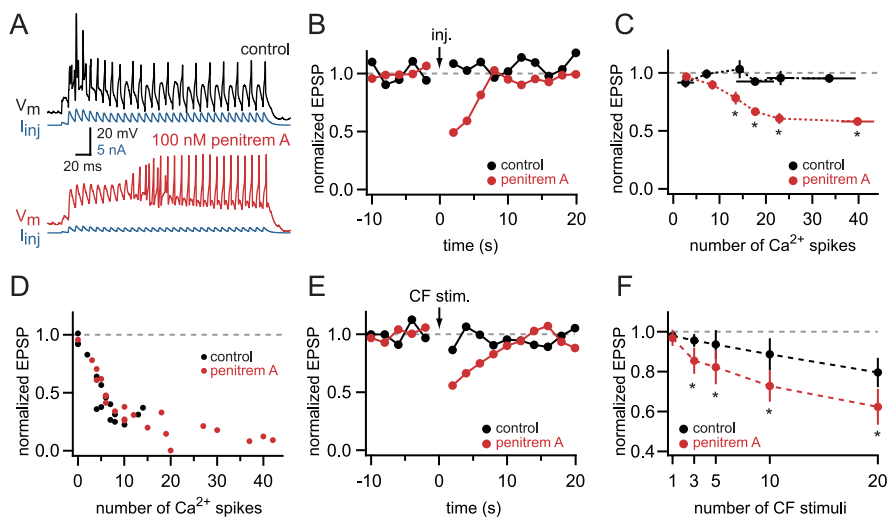 A
control
Vm
Iinj
20 mV
5 nA
20 ms
100 nM penitrem A
Vm
Iinj
B
inj.
normalized EPSP
1.0
0.5
0.0
control
penitrem A
-10
0
10
20
time (s)
C
normalized EPSP
1.0
0.5
0.0
*
*
*
*
control
penitrem A
0
10
20
30
40
number of Ca2+ spikes
D
normalized EPSP
1.0
0.5
0.0
control
penitrem A
0
10
20
30
40
number of Ca2+ spikes
E
CF stim.
normalized EPSP
1.0
0.5
0.0
control
penitrem A
-10
0
10
20
time (s)
F
normalized EPSP
1.0
0.8
0.6
0.4
*
*
*
*
control
penitrem A
1
3
5
10
20
number of CF stimuli